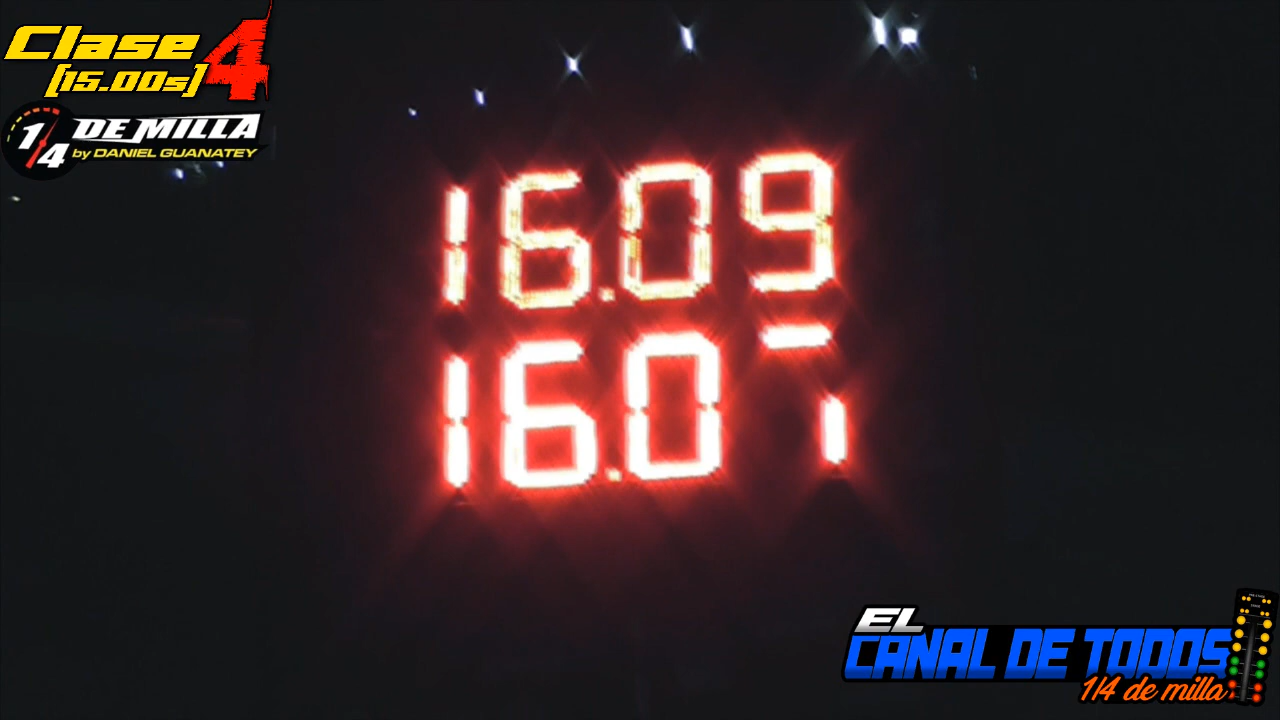 Clase 4
[15.00s]
1/4 DE MILLA
by DANIEL GUANATEY
16.09
16.07
EL
CANAL DE TODOS
1/4 de milla